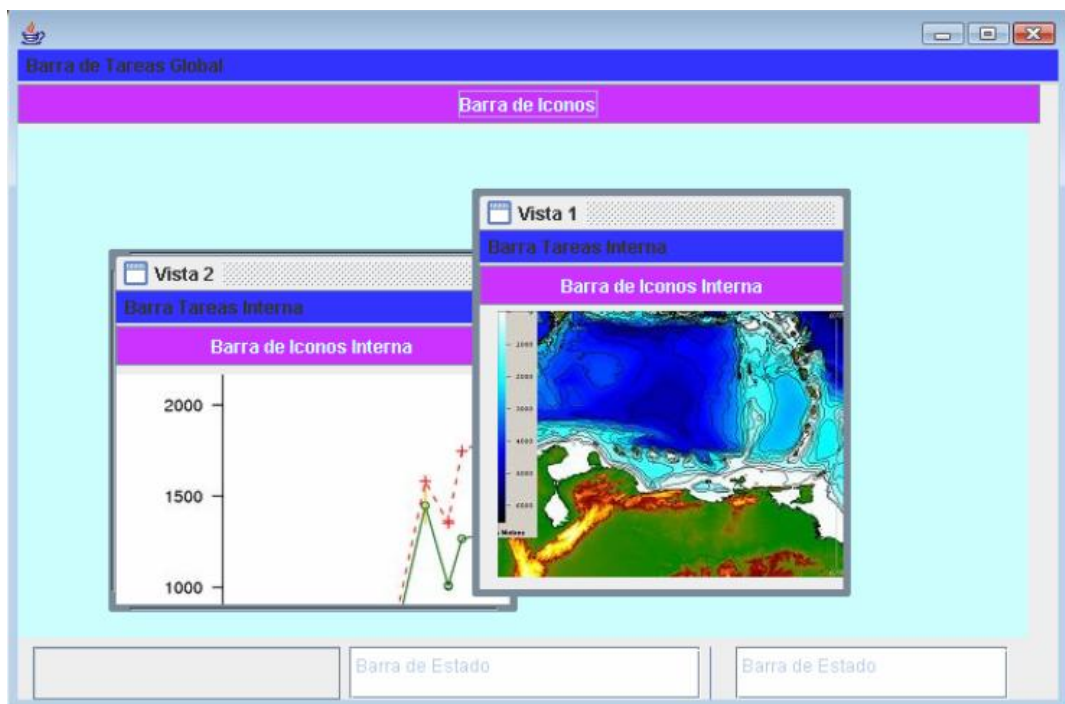 Barra de Tareas Global
Barra de Iconos
Vista 1
Barra Tareas Interna
Barra de Iconos Interna
Vista 2
Barra Tareas Interna
Barra de Iconos Interna
2000
1500
1000
Barra de Estado
Barra de Estado